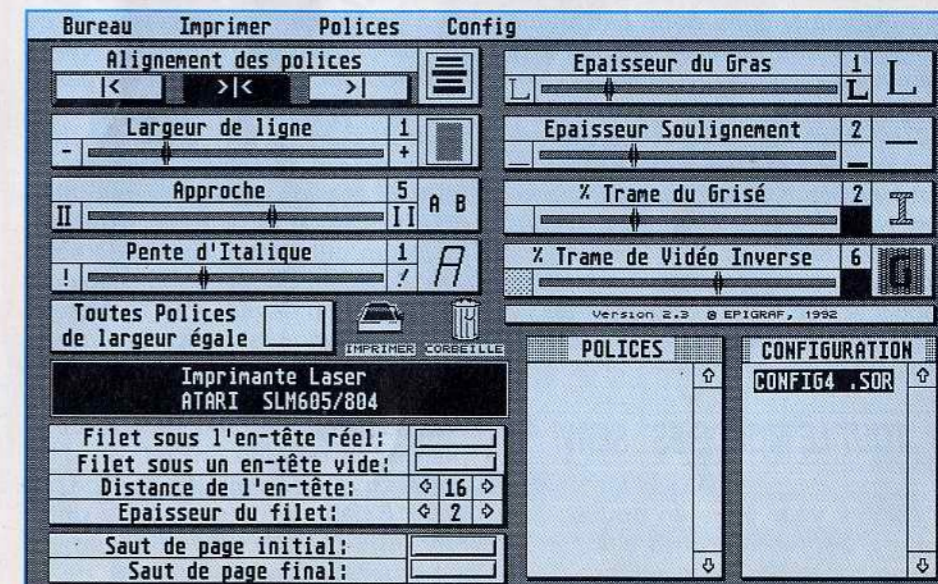 Bureau Imprimer Polices Config
Alignement des polices
|< >|< >|
Largeur de ligne 1
- +
Approche 5
II II
A B
Pente d'Italique 1
! !
A
Toutes Polices
de largeur égale
IMPRIMER CORBEILLE
Imprimante Laser
ATARI SLM605/804
Filet sous l'en-tête réel:
Filet sous un en-tête vide:
Distance de l'en-tête: 16
Epaisseur du filet: 2
Saut de page initial:
Saut de page final:
Epaisseur du Gras 1
L L
L
Epaisseur Soulignement 2
% Trame du Grisé 2
I
% Trame de Vidéo Inverse 6
G
Version 2.3 @ EPIGRAF, 1992
POLICES
CONFIGURATION
CONFIG4 .SOR